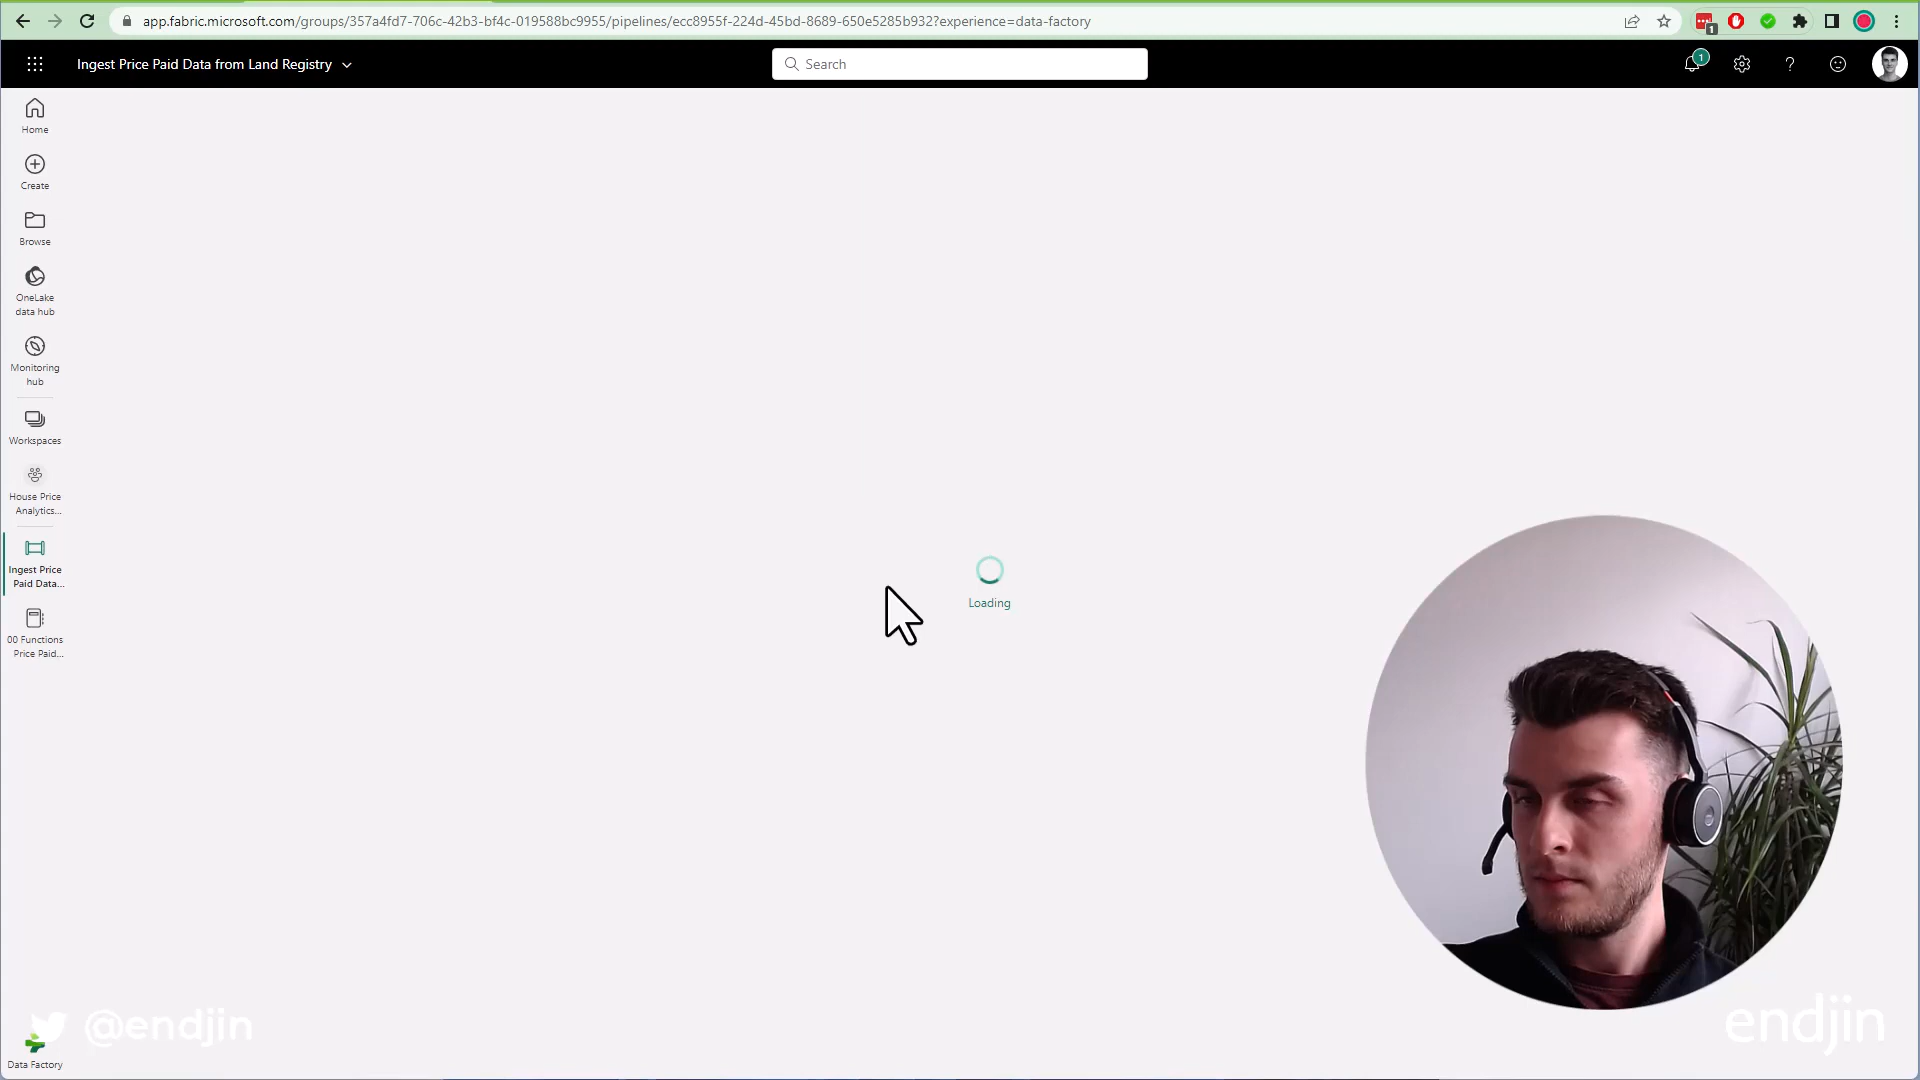 app.fabric.microsoft.com/groups/357a4fd7-706c-42b3-bf4c-019588bc9955/pipelines/ecc8955f-224d-45bd-8689-650e5285b932?experience=data-factory
1
Ingest Price Paid Data from Land Registry
Search
1
Home
Create
Browse
OneLake
data hub
Monitoring
hub
Workspaces
House Price
Analytics...
Ingest Price
Paid Data...
00 Functions
Price Paid...
Loading
@endjin
endjin
Data Factory